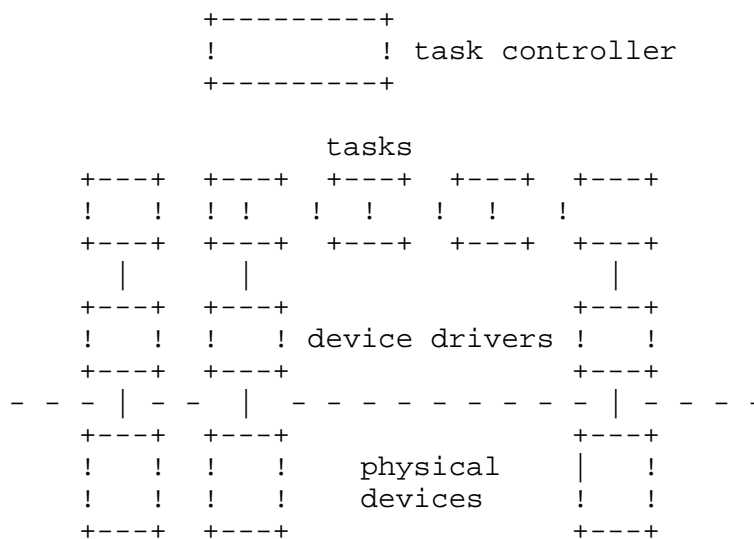 +---------+
!         ! task controller
+---------+
tasks
+---+  +---+  +---+  +---+  +---+
!   !  ! !   !  !   !  !   !
+---+  +---+  +---+  +---+  +---+
|      |                    |
+---+  +---+                +---+
!   !  !   ! device drivers !   !
+---+  +---+                +---+
- - - | - -  |  - - - - - - - - - - | - - - -
+---+  +---+                +---+
!   !  !   !    physical    |   !
!   !  !   !    devices     !   !
+---+  +---+                +---+